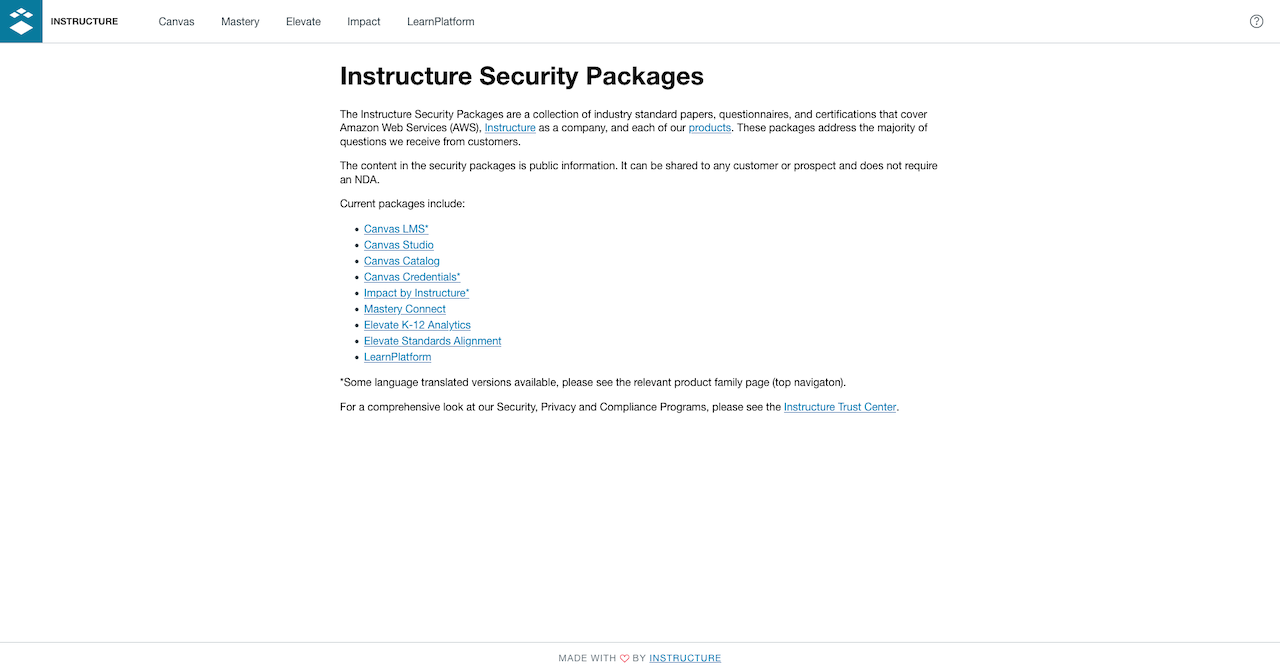 INSTRUCTURE Canvas Mastery Elevate Impact LearnPlatform ?
Instructure Security Packages
The Instructure Security Packages are a collection of industry standard papers, questionnaires, and certifications that cover
Amazon Web Services (AWS), Instructure as a company, and each of our products. These packages address the majority of
questions we receive from customers.
The content in the security packages is public information. It can be shared to any customer or prospect and does not require
an NDA.
Current packages include:
• Canvas LMS*
• Canvas Studio
• Canvas Catalog
• Canvas Credentials*
• Impact by Instructure*
• Mastery Connect
• Elevate K-12 Analytics
• Elevate Standards Alignment
• LearnPlatform
*Some language translated versions available, please see the relevant product family page (top navigaton).
For a comprehensive look at our Security, Privacy and Compliance Programs, please see the Instructure Trust Center.
MADE WITH ♡ BY INSTRUCTURE